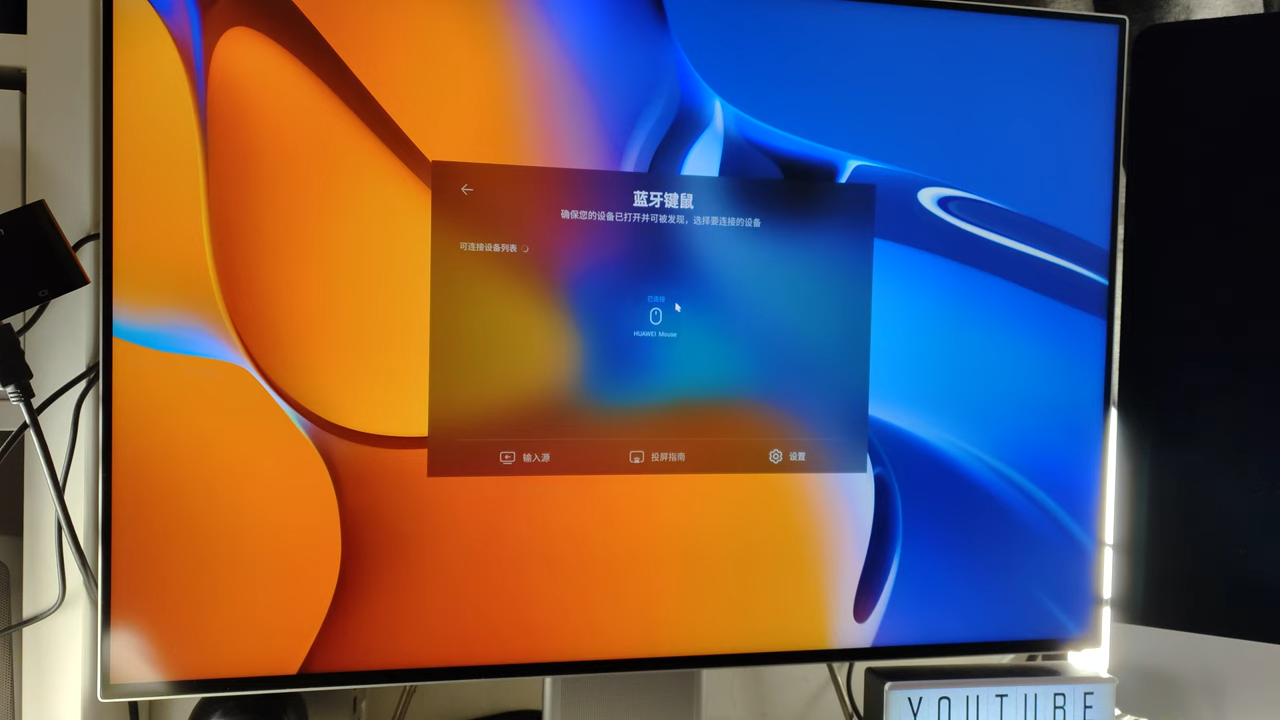 蓝牙键鼠
确保您的设备已打开并可被发现，选择要连接的设备
可连接设备列表
已连接
HUAWEI Mouse
输入源
投屏指南
设置
YOUTUBE